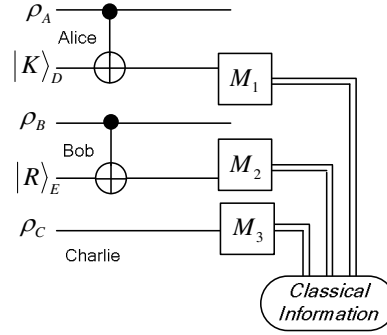 ρ_A
Alice
|K⟩_D
M_1
ρ_B
Bob
|R⟩_E
M_2
ρ_C
M_3
Charlie
Classical
Information